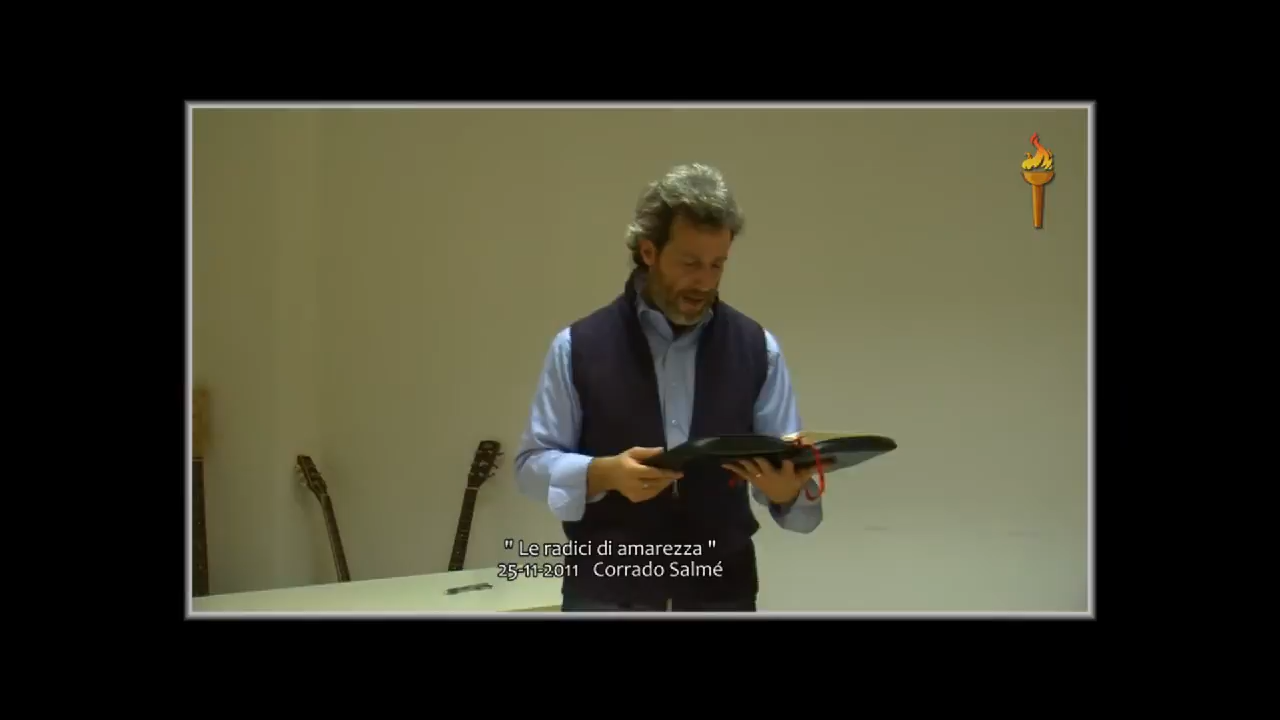 " Le radici di amarezza "
25-11-2011 Corrado Salmé